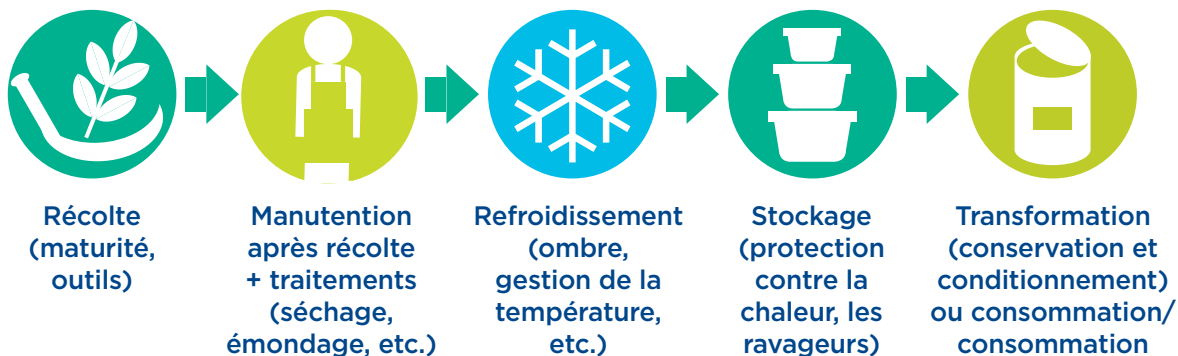 Récolte
(maturité,
outils)
Manutention
après récolte
+ traitements
(séchage,
émondage, etc.)
Refroidissement
(ombre,
gestion de la
température,
etc.)
Stockage
(protection
contre la
chaleur, les
ravageurs)
Transformation
(conservation et
conditionnement)
ou consommation/
consommation